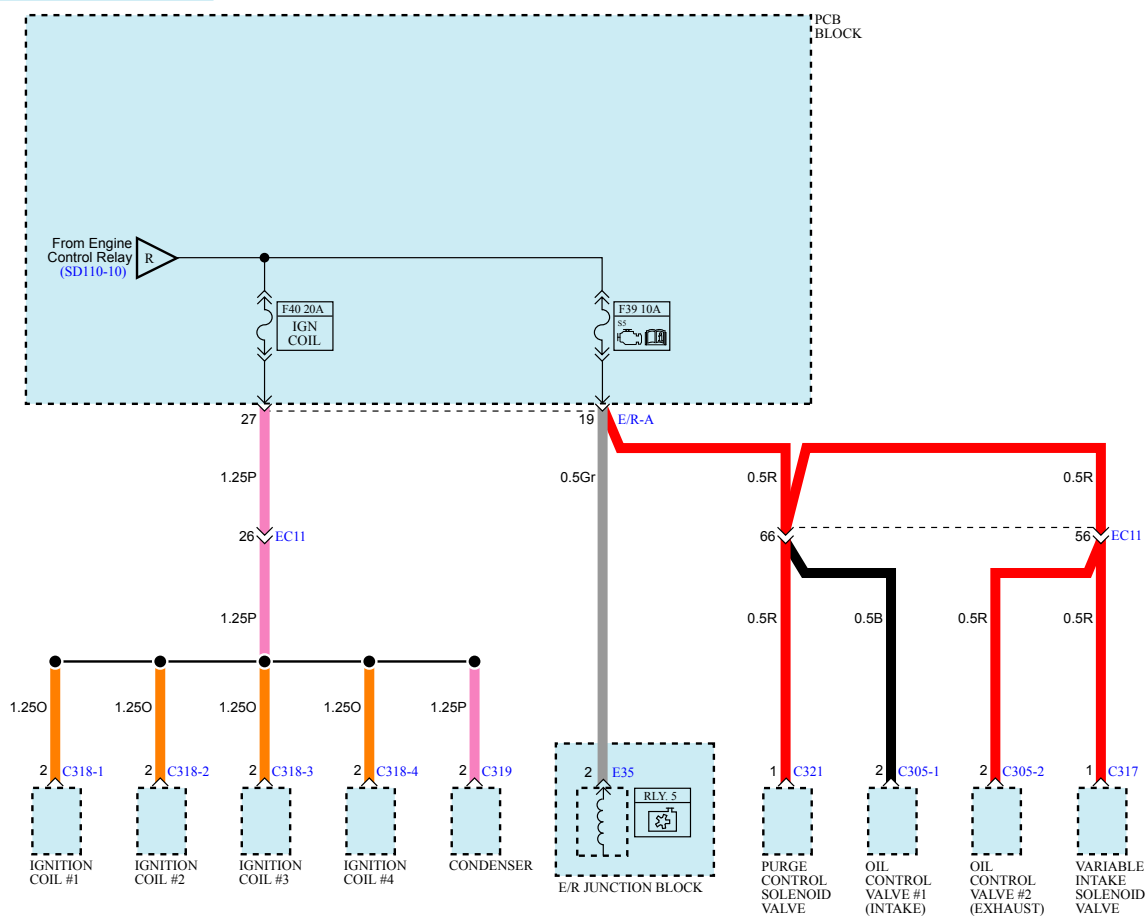 PCB
BLOCK
From Engine
Control Relay
(SD110-10)
R
F40 20A
IGN
COIL
F39 10A
S5
27
19
E/R-A
1.25P
0.5Gr
0.5R
0.5R
26
EC11
66
56
EC11
1.25P
0.5R
0.5B
0.5R
0.5R
1.25O
1.25O
1.25O
1.25O
1.25P
2
C318-1
2
C318-2
2
C318-3
2
C318-4
2
C319
2
E35
1
C321
2
C305-1
2
C305-2
1
C317
RLY. 5
IGNITION
COIL #1
IGNITION
COIL #2
IGNITION
COIL #3
IGNITION
COIL #4
CONDENSER
E/R JUNCTION BLOCK
PURGE
CONTROL
SOLENOID
VALVE
OIL
CONTROL
VALVE #1
(INTAKE)
OIL
CONTROL
VALVE #2
(EXHAUST)
VARIABLE
INTAKE
SOLENOID
VALVE